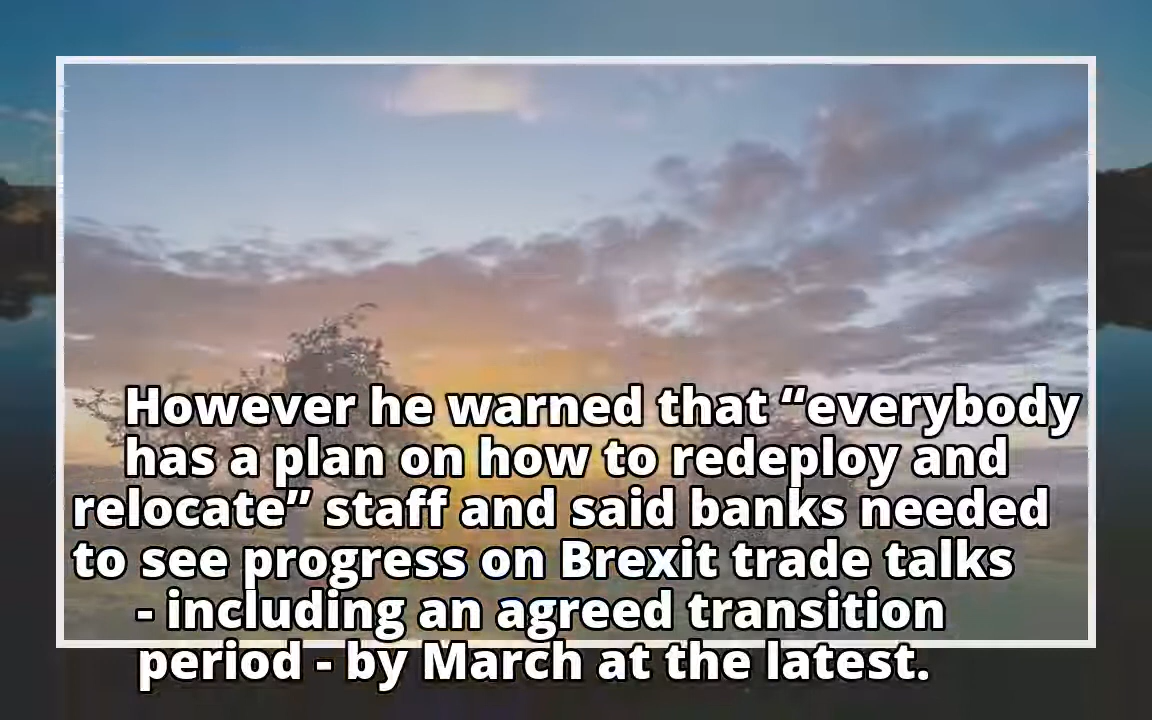 However he warned that “everybody
has a plan on how to redeploy and
relocate” staff and said banks needed
to see progress on Brexit trade talks
- including an agreed transition
period - by March at the latest.